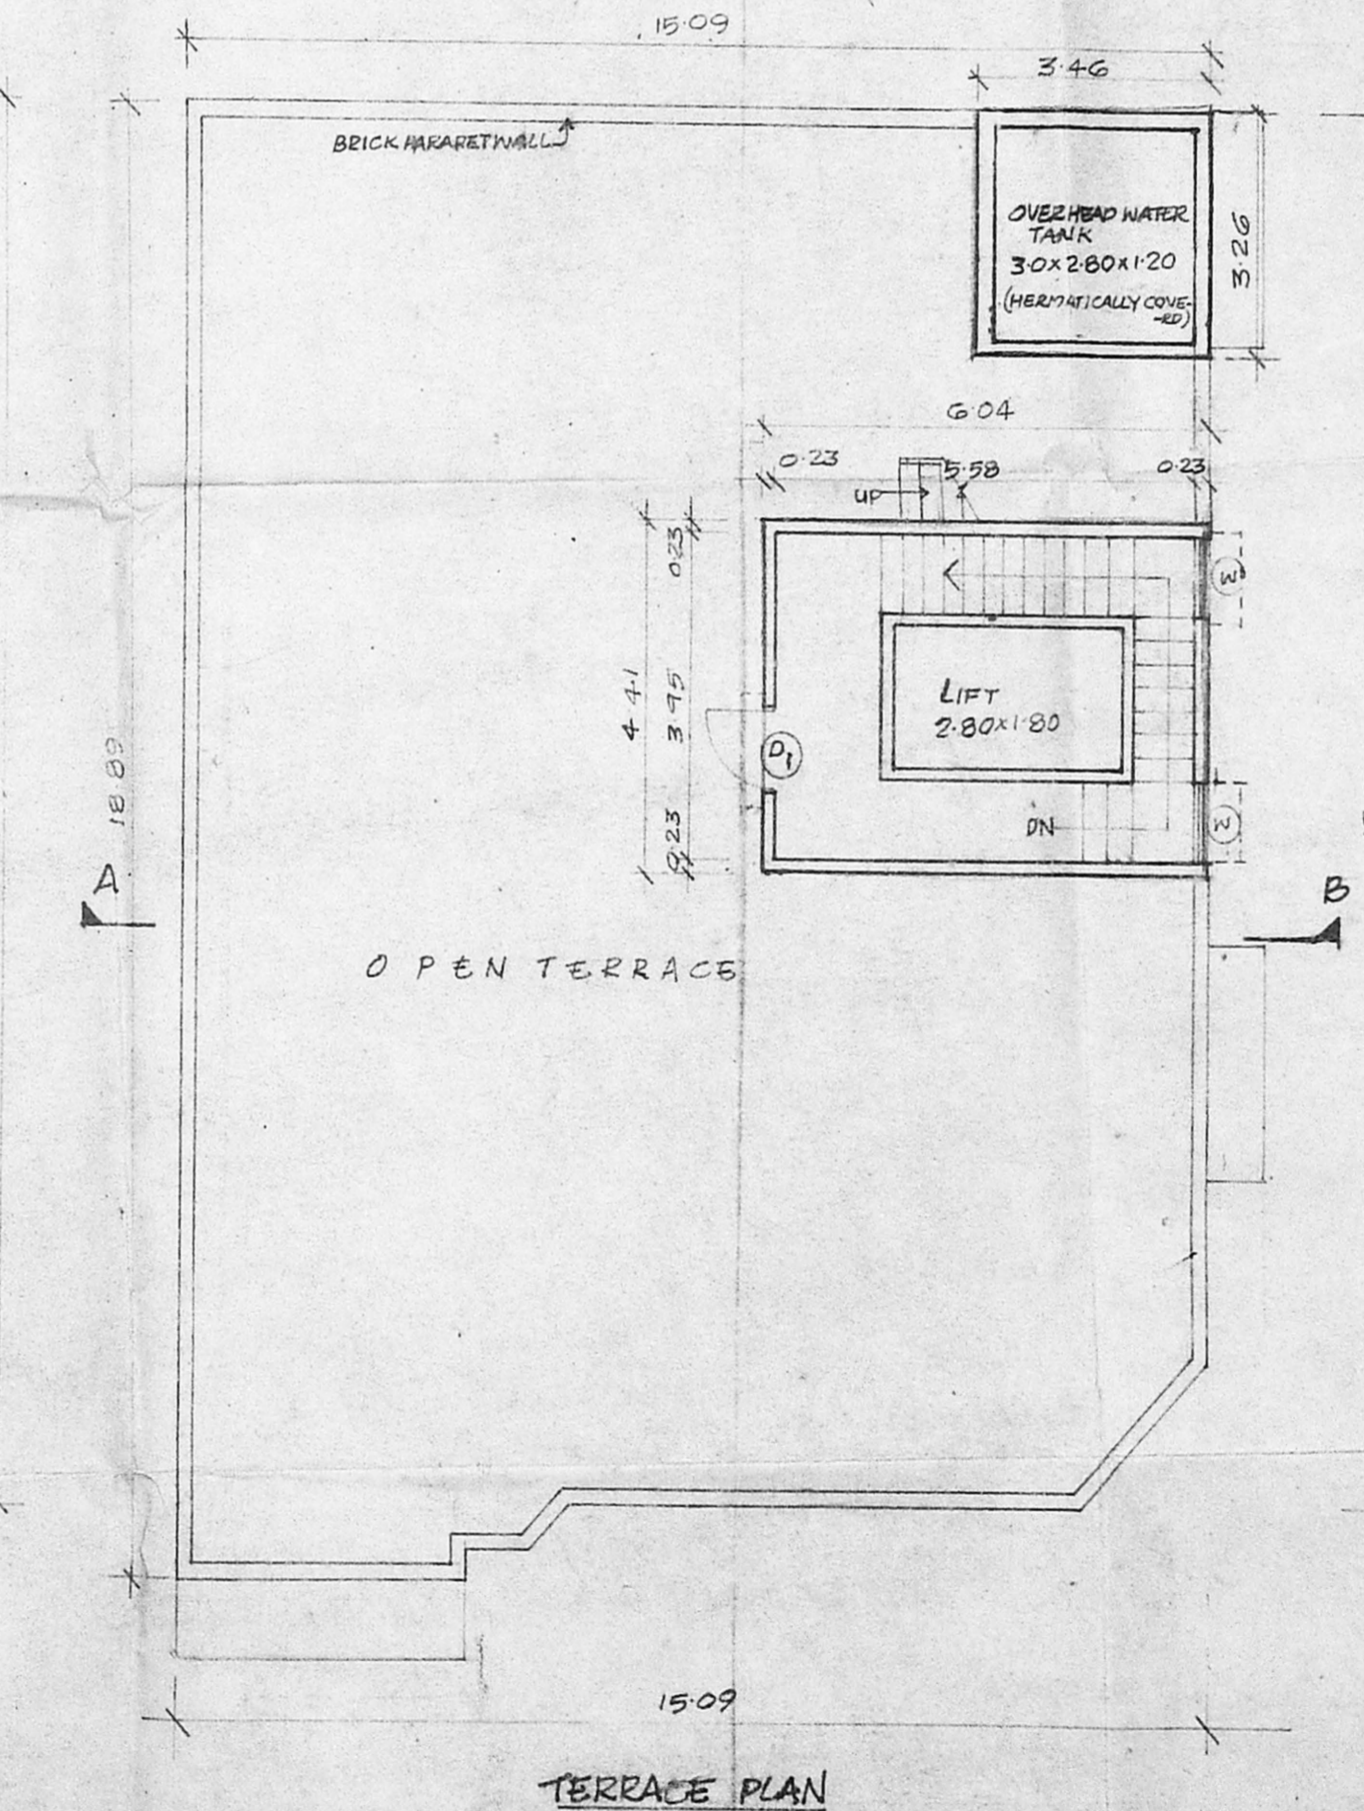 15.09
3.46
BRICK PARAPETWALL
OVERHEAD WATER
TANK
3.0x2.80x1.20
(HERMATICALLY COVE-
-RD)
3.26
6.04
0.23
5.58
0.23
UP
0.23
W
4.41
3.95
LIFT
2.80x1.80
D1
18.89
0.23
DN
W
A
B
OPEN TERRACE
15.09
TERRACE PLAN